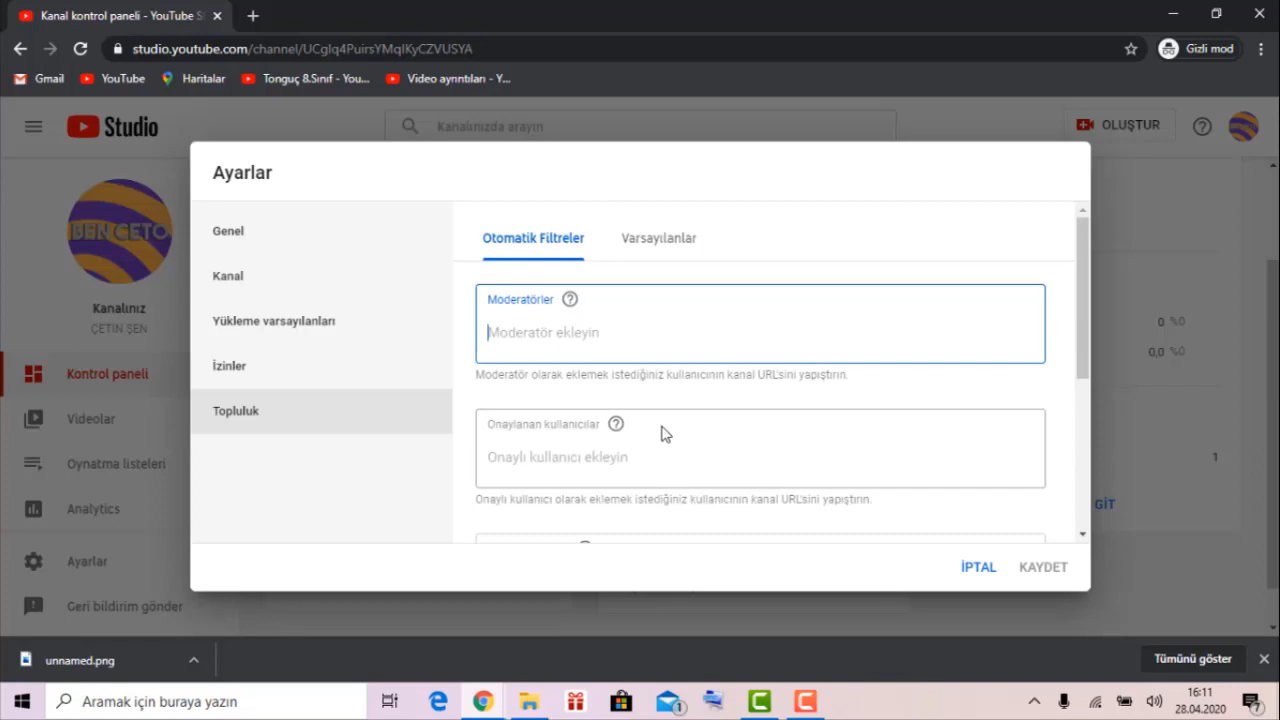 Kanal kontrol paneli - YouTube S
studio.youtube.com/channel/UCglq4PuirsYMqlKyCZVUSYA
Gizli mod
Gmail
YouTube
Haritalar
Tonguç 8.Sınıf - You...
Video ayrıntıları - Y...
Studio
Kanalınızda arayın
OLUŞTUR
Ayarlar
BEN CETO
Kanalınız
ÇETİN ŞEN
Kontrol paneli
Videolar
Oynatma listeleri
Analytics
Ayarlar
Geri bildirim gönder
Genel
Kanal
Yükleme varsayılanları
İzinler
Topluluk
Otomatik Filtreler
Varsayılanlar
Moderatörler
Moderatör ekleyin
Moderatör olarak eklemek istediğiniz kullanıcının kanal URL'sini yapıştırın.
Onaylanan kullanıcılar
Onaylı kullanıcı ekleyin
Onaylı kullanıcı olarak eklemek istediğiniz kullanıcının kanal URL'sini yapıştırın.
0 %0
0,0 %0
1
GİT
İPTAL
KAYDET
unnamed.png
Tümünü göster
Aramak için buraya yazın
1
16:11
28.04.2020
7